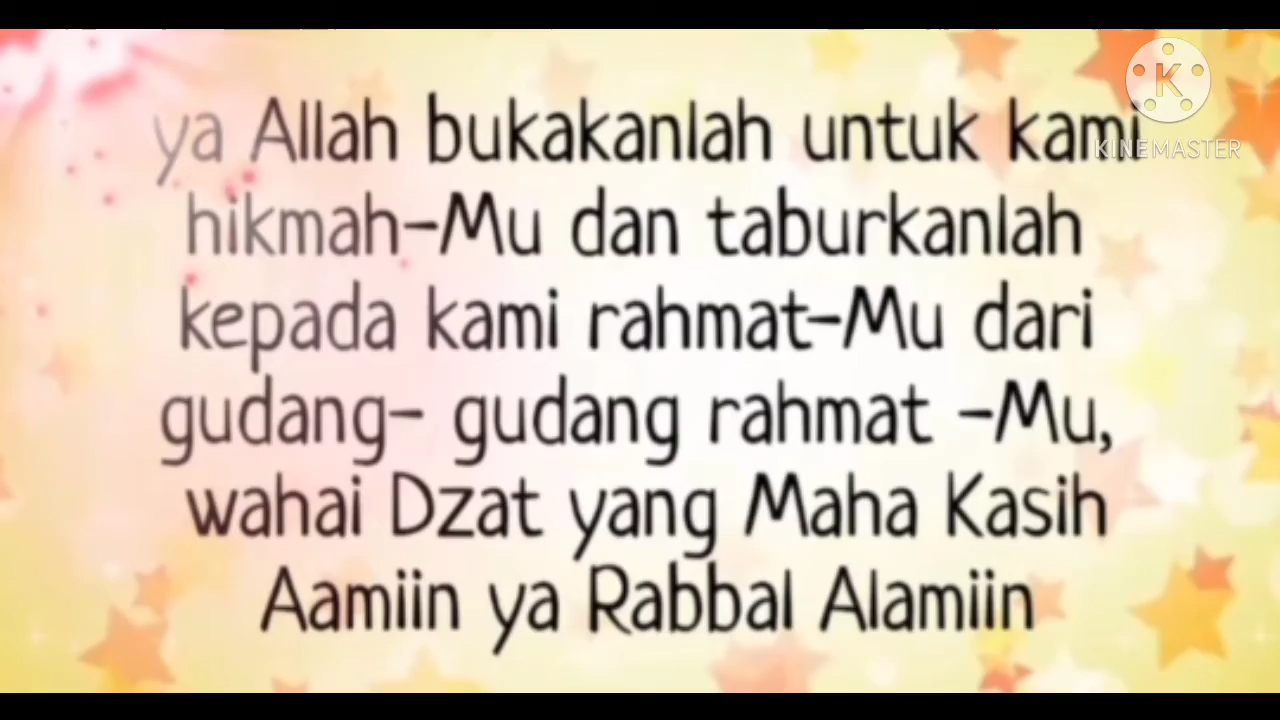 ya Allah bukakanlah untuk kami
hikmah-Mu dan taburkanlah
kepada kami rahmat-Mu dari
gudang- gudang rahmat -Mu,
wahai Dzat yang Maha Kasih
Aamiin ya Rabbal Alamiin
K
KINEMASTER